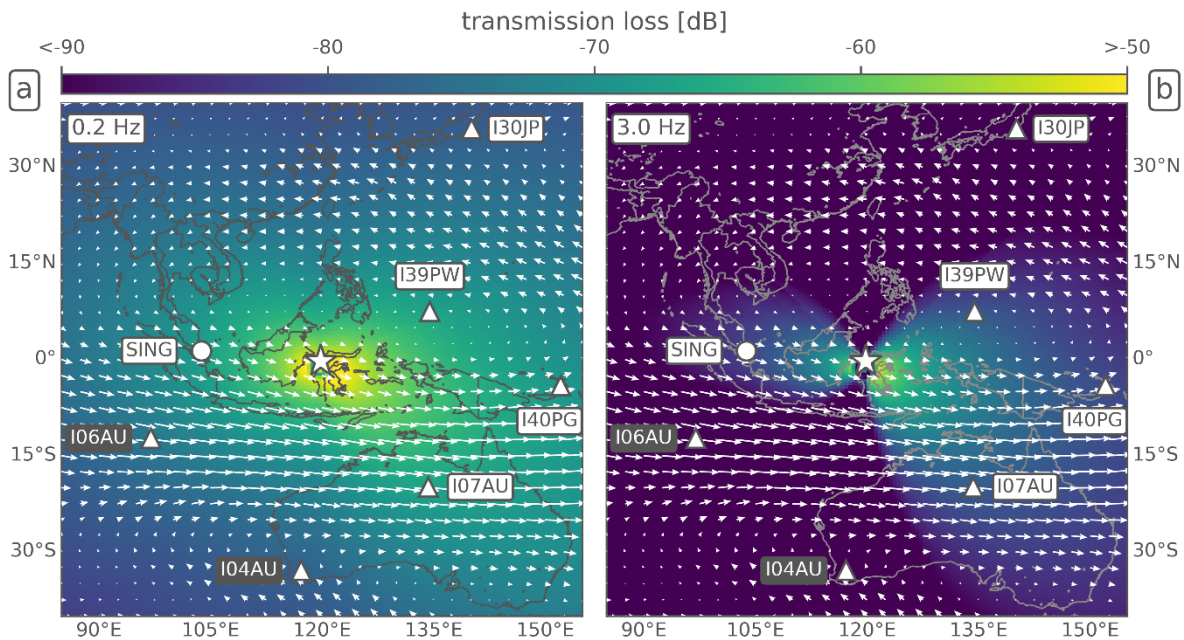 transmission loss [dB]
<-90 -80 -70 -60 >-50
a b
0.2 Hz I30JP 3.0 Hz I30JP
30°N 30°N
15°N I39PW I39PW 15°N
0° SING SING 0°
I40PG I40PG
15°S I06AU I06AU 15°S
I07AU I07AU
30°S I04AU I04AU 30°S
90°E 105°E 120°E 135°E 150°E 90°E 105°E 120°E 135°E 150°E